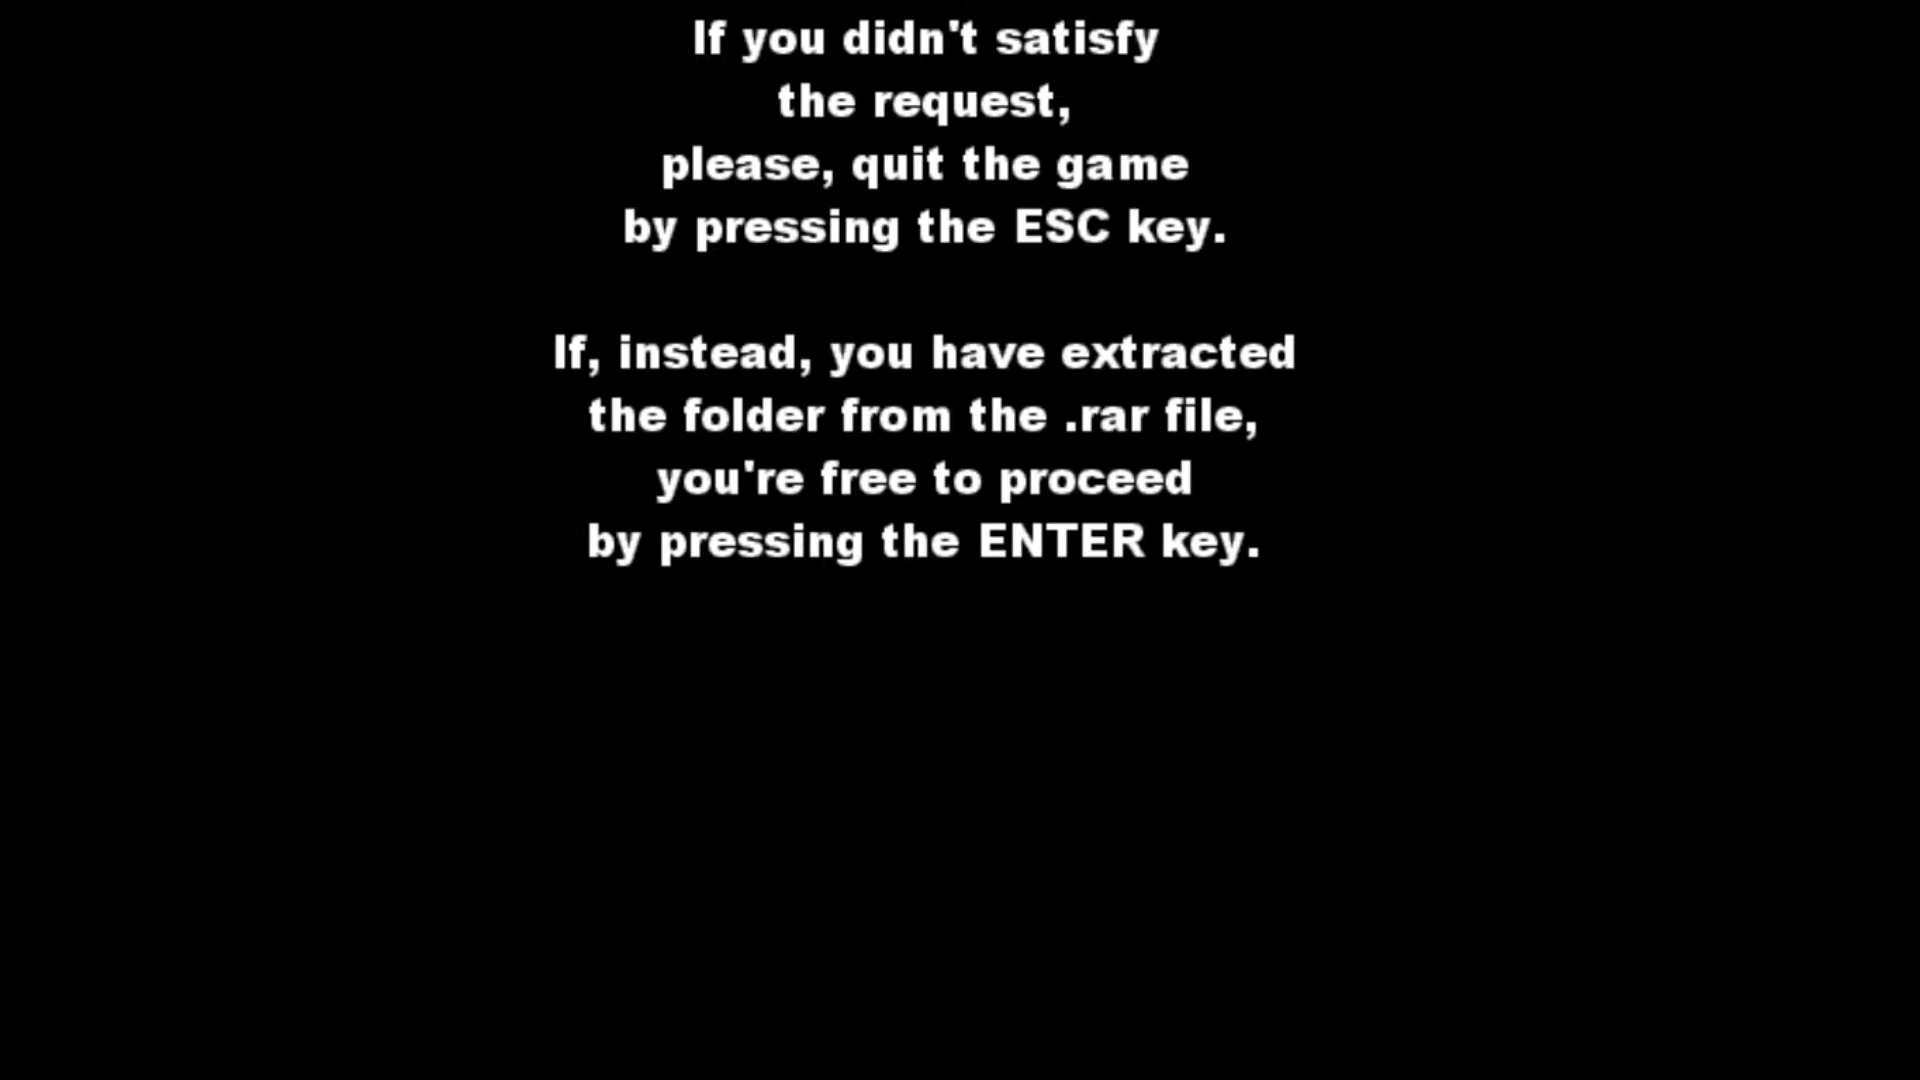 If you didn't satisfy
the request,
please, quit the game
by pressing the ESC key.
If, instead, you have extracted
the folder from the .rar file,
you're free to proceed
by pressing the ENTER key.